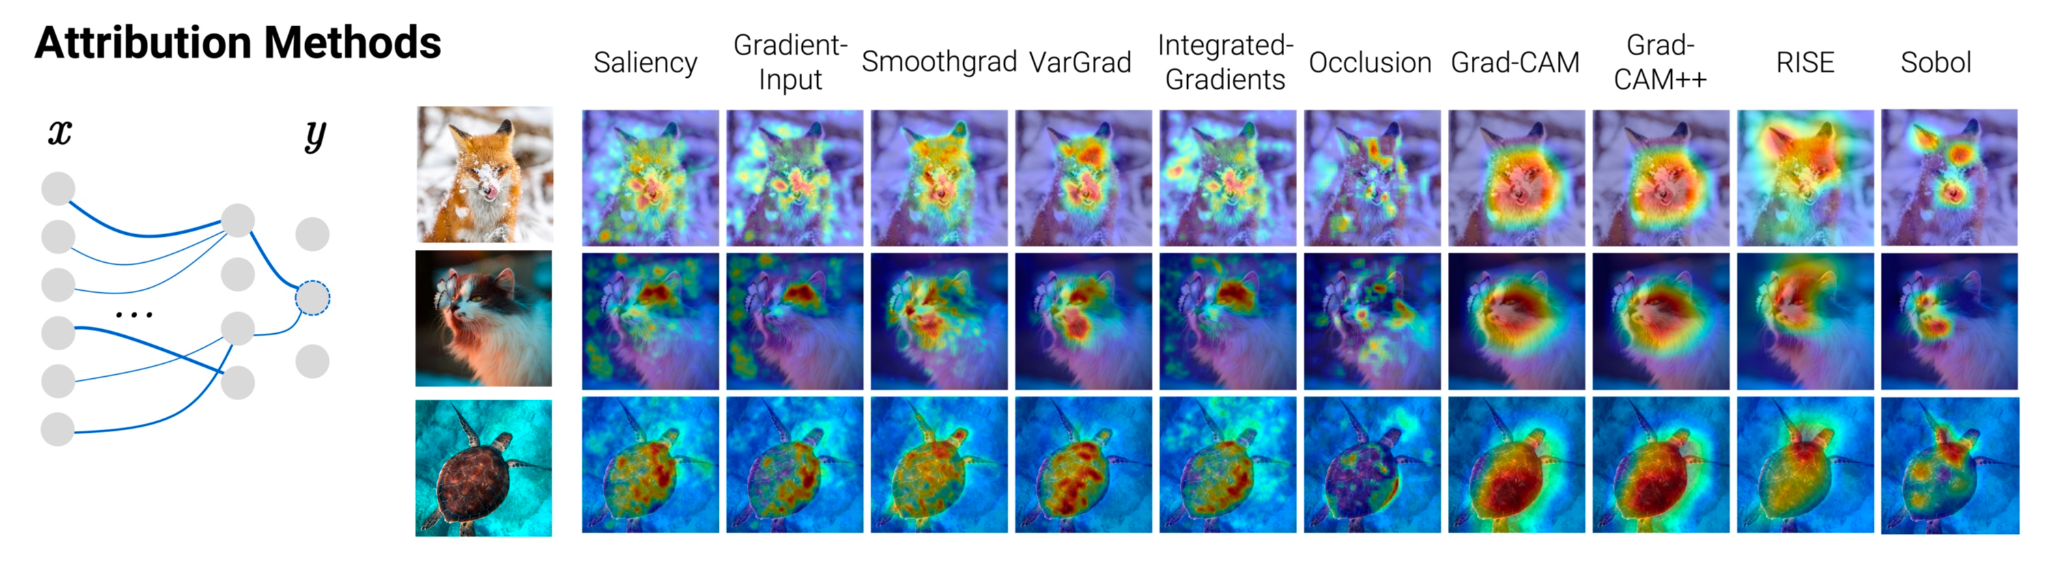 Attribution Methods
x
y
...
Saliency
Gradient-
Input
Smoothgrad
VarGrad
Integrated-
Gradients
Occlusion
Grad-CAM
Grad-
CAM++
RISE
Sobol